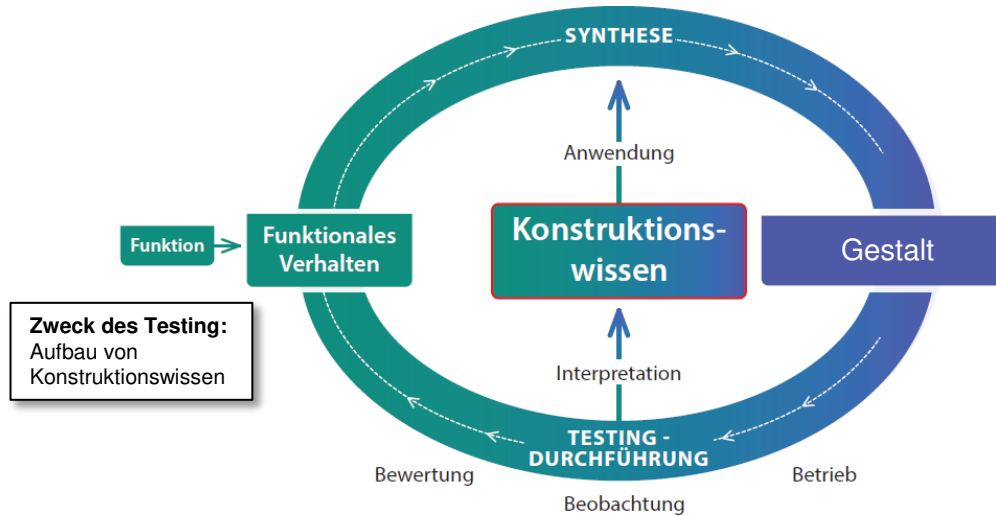 SYNTHESE
Anwendung
Funktion
Funktionales
Verhalten
Konstruktions-
wissen
Gestalt
Zweck des Testing:
Aufbau von
Konstruktionswissen
Interpretation
TESTING -
DURCHFÜHRUNG
Bewertung
Beobachtung
Betrieb